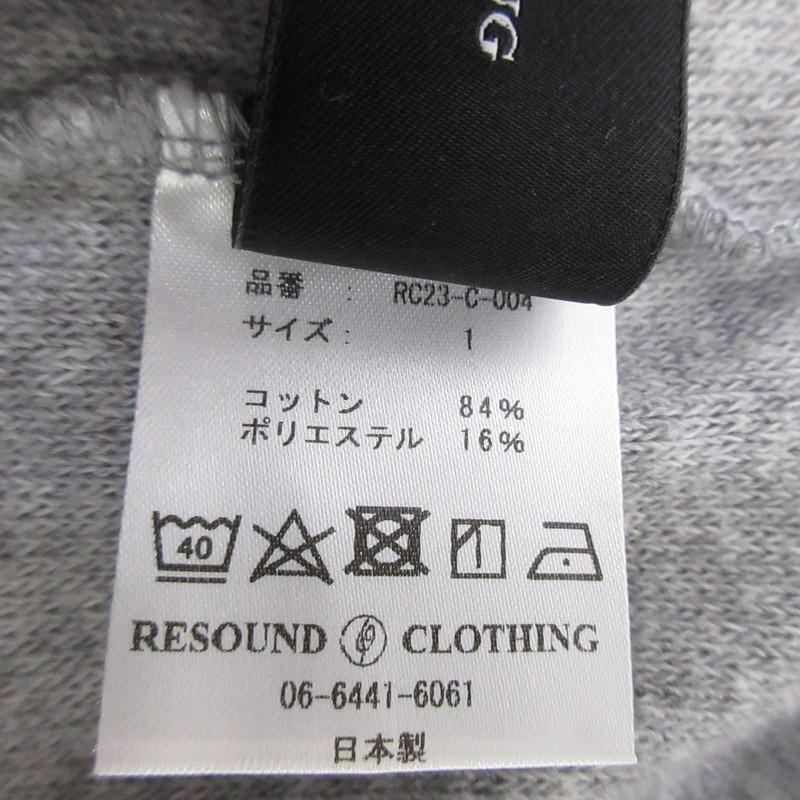 NG
品番 : RC23-C-004
サイズ : 1
コットン 84%
ポリエステル 16%
40
RESOUND CLOTHING
06-6441-6061
日本製